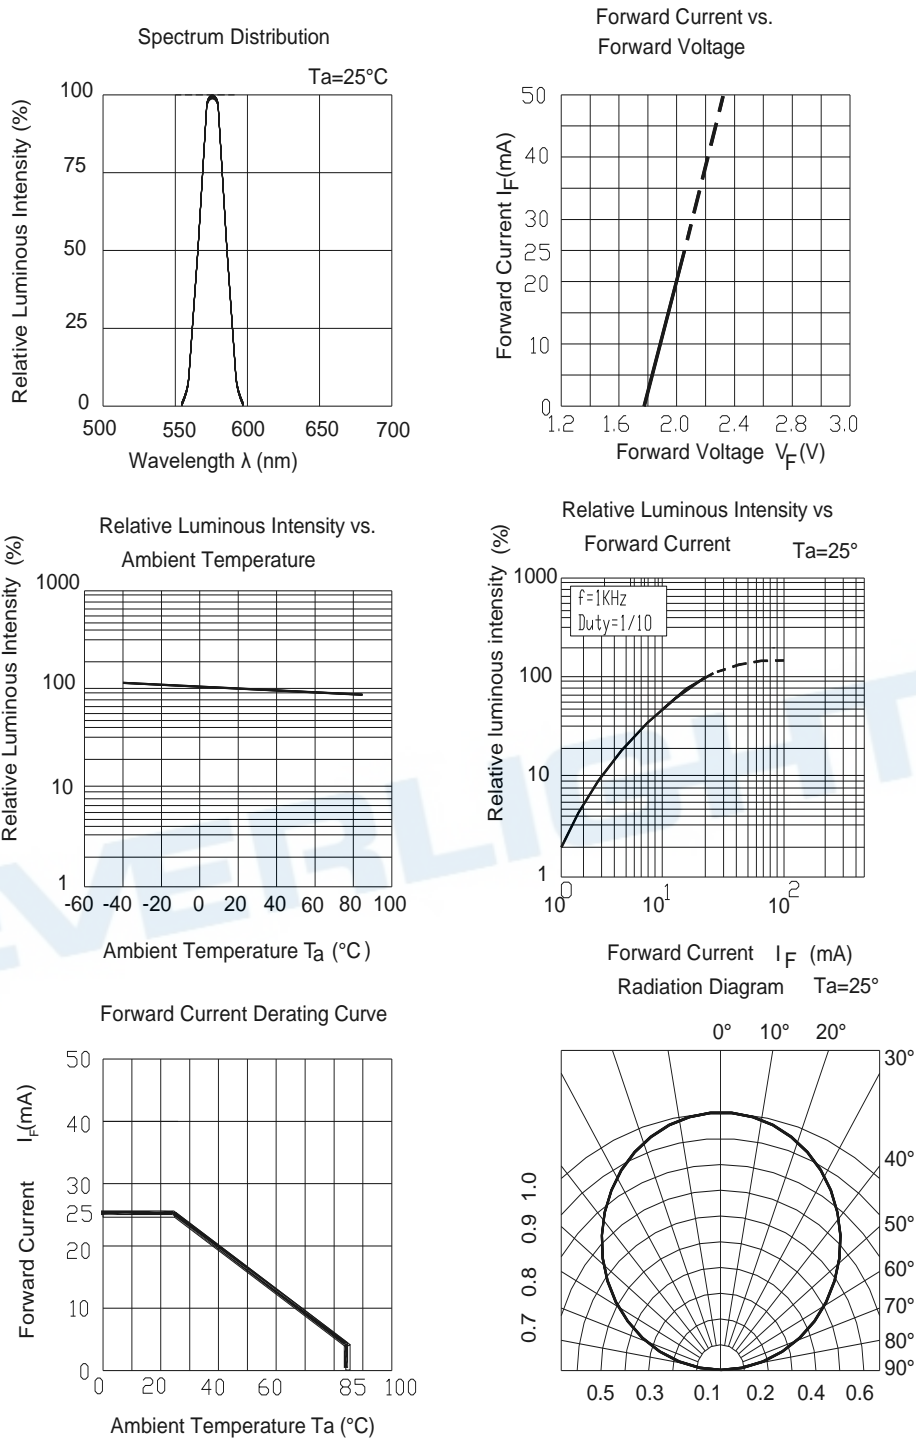 Spectrum Distribution
Ta=25°C
Relative Luminous Intensity (%)
100
75
50
25
0
500 550 600 650 700
Wavelength λ (nm)
Forward Current vs.
Forward Voltage
Forward Current IF(mA)
50
40
30
25
20
10
0
1.2 1.6 2.0 2.4 2.8 3.0
Forward Voltage VF(V)
Relative Luminous Intensity vs.
Ambient Temperature
Relative Luminous Intensity (%)
1000
100
10
1
-60 -40 -20 0 20 40 60 80 100
Ambient Temperature Ta (°C)
Relative Luminous Intensity vs
Forward Current
Ta=25°
Relative luminous intensity (%)
f=1KHz
Duty=1/10
1000
100
10
1
10⁰ 10¹ 10²
Forward Current IF (mA)
EVERLIGHT
Forward Current Derating Curve
Forward Current IF(mA)
50
40
30
25
20
10
0
0 20 40 60 85 100
Ambient Temperature Ta (°C)
Radiation Diagram Ta=25°
0° 10° 20°
30°
40°
50°
60°
70°
80°
90°
1.0
0.9
0.8
0.7
0.5 0.3 0.1 0.2 0.4 0.6